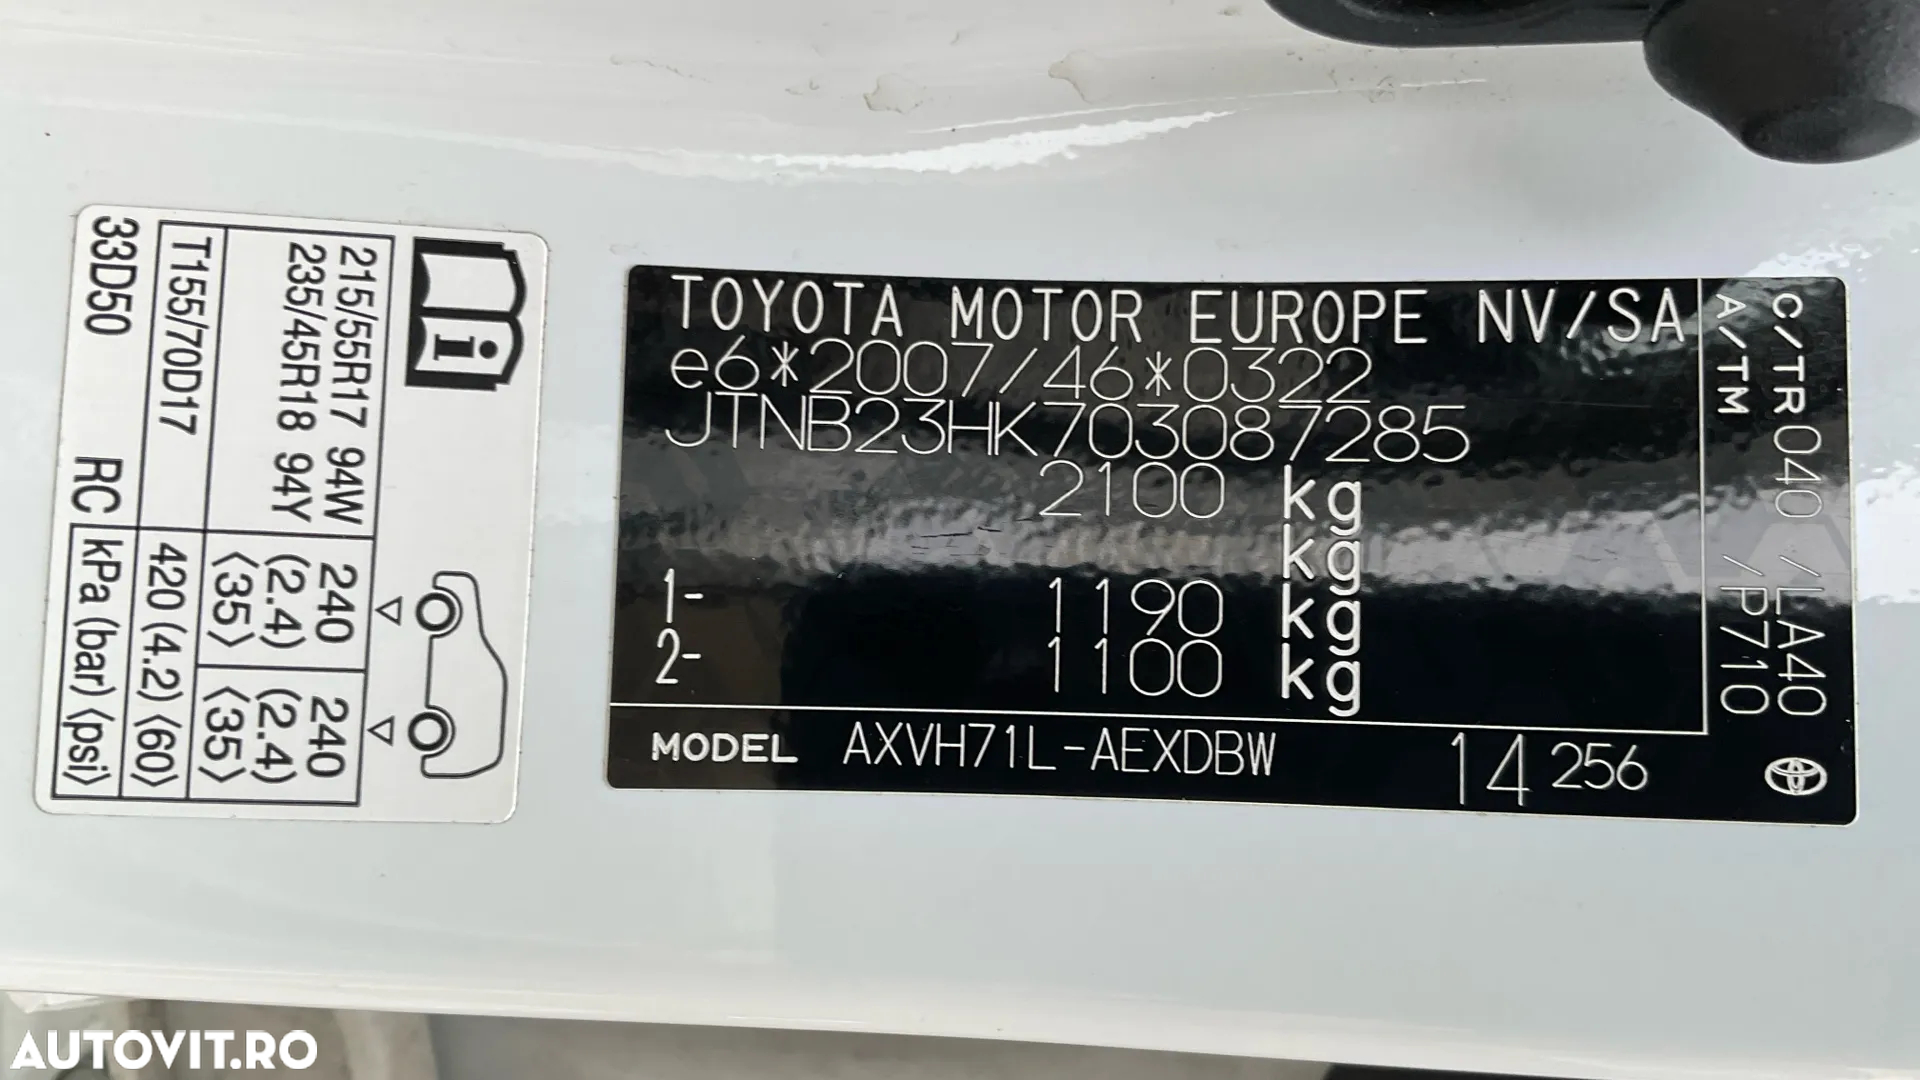 215/55R17 94W 240 (2.4) ⟨35⟩ 240 (2.4) ⟨35⟩
235/45R18 94Y
T155/70D17 420 (4.2) ⟨60⟩
33D50 RC kPa (bar) ⟨psi⟩
TOYOTA MOTOR EUROPE NV/SA
e6*2007/46*0322
JTNB23HK703087285
2100 kg
kg
1- 1190 kg
2- 1100 kg
MODEL AXVH71L-AEXDBW 14 256
C/TR 040 /LA40
A/TM /P710
AUTOVIT.RO